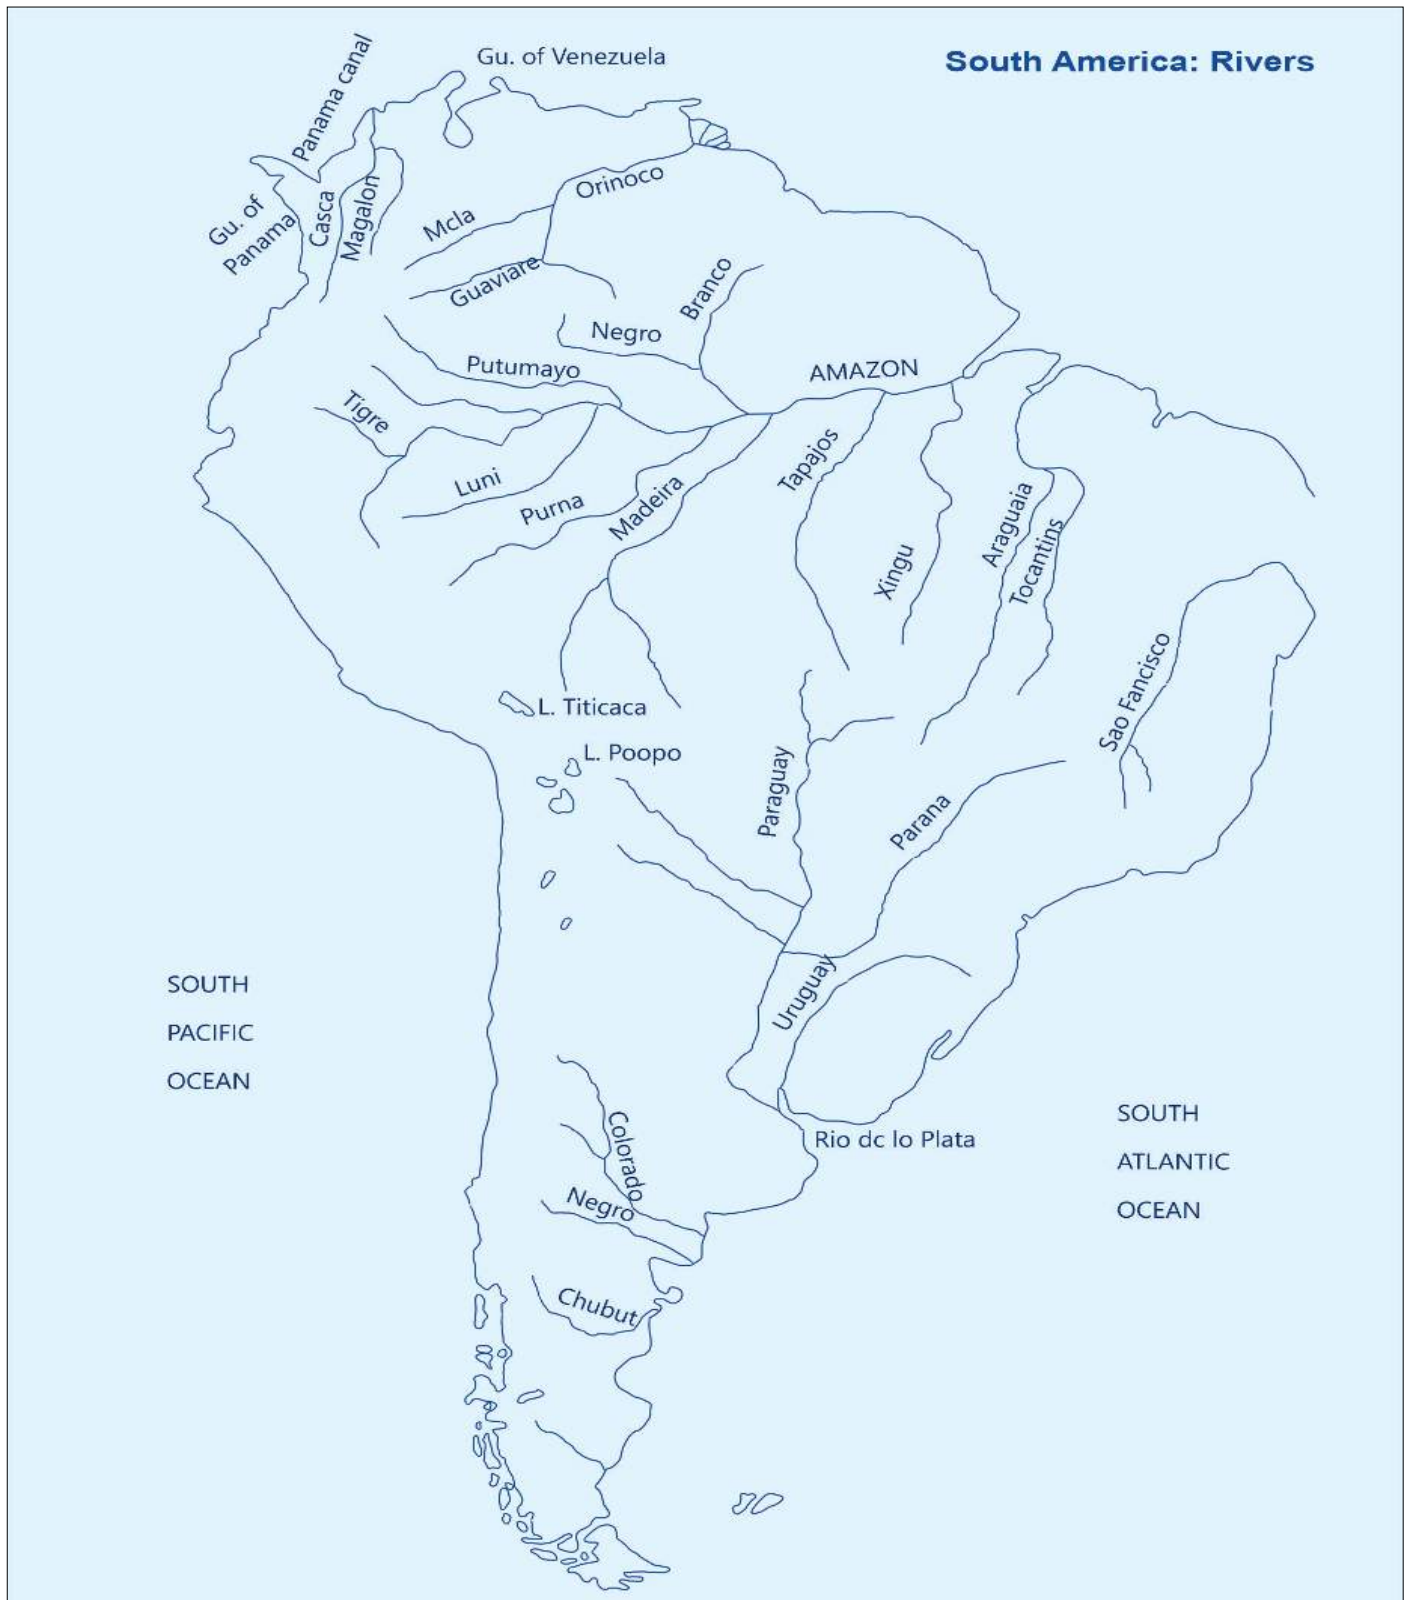 South America: Rivers
Gu. of Venezuela
Panama canal
Gu. of
Panama
Casca
Magalon
Orinoco
Mcla
Guaviare
Branco
Negro
Putumayo
AMAZON
Tigre
Luni
Purna
Madeira
Tapajos
Xingu
Araguaia
Tocantins
Sao Fancisco
L. Titicaca
L. Poopo
Paraguay
Parana
Uruguay
SOUTH
PACIFIC
OCEAN
Rio dc lo Plata
SOUTH
ATLANTIC
OCEAN
Colorado
Negro
Chubut